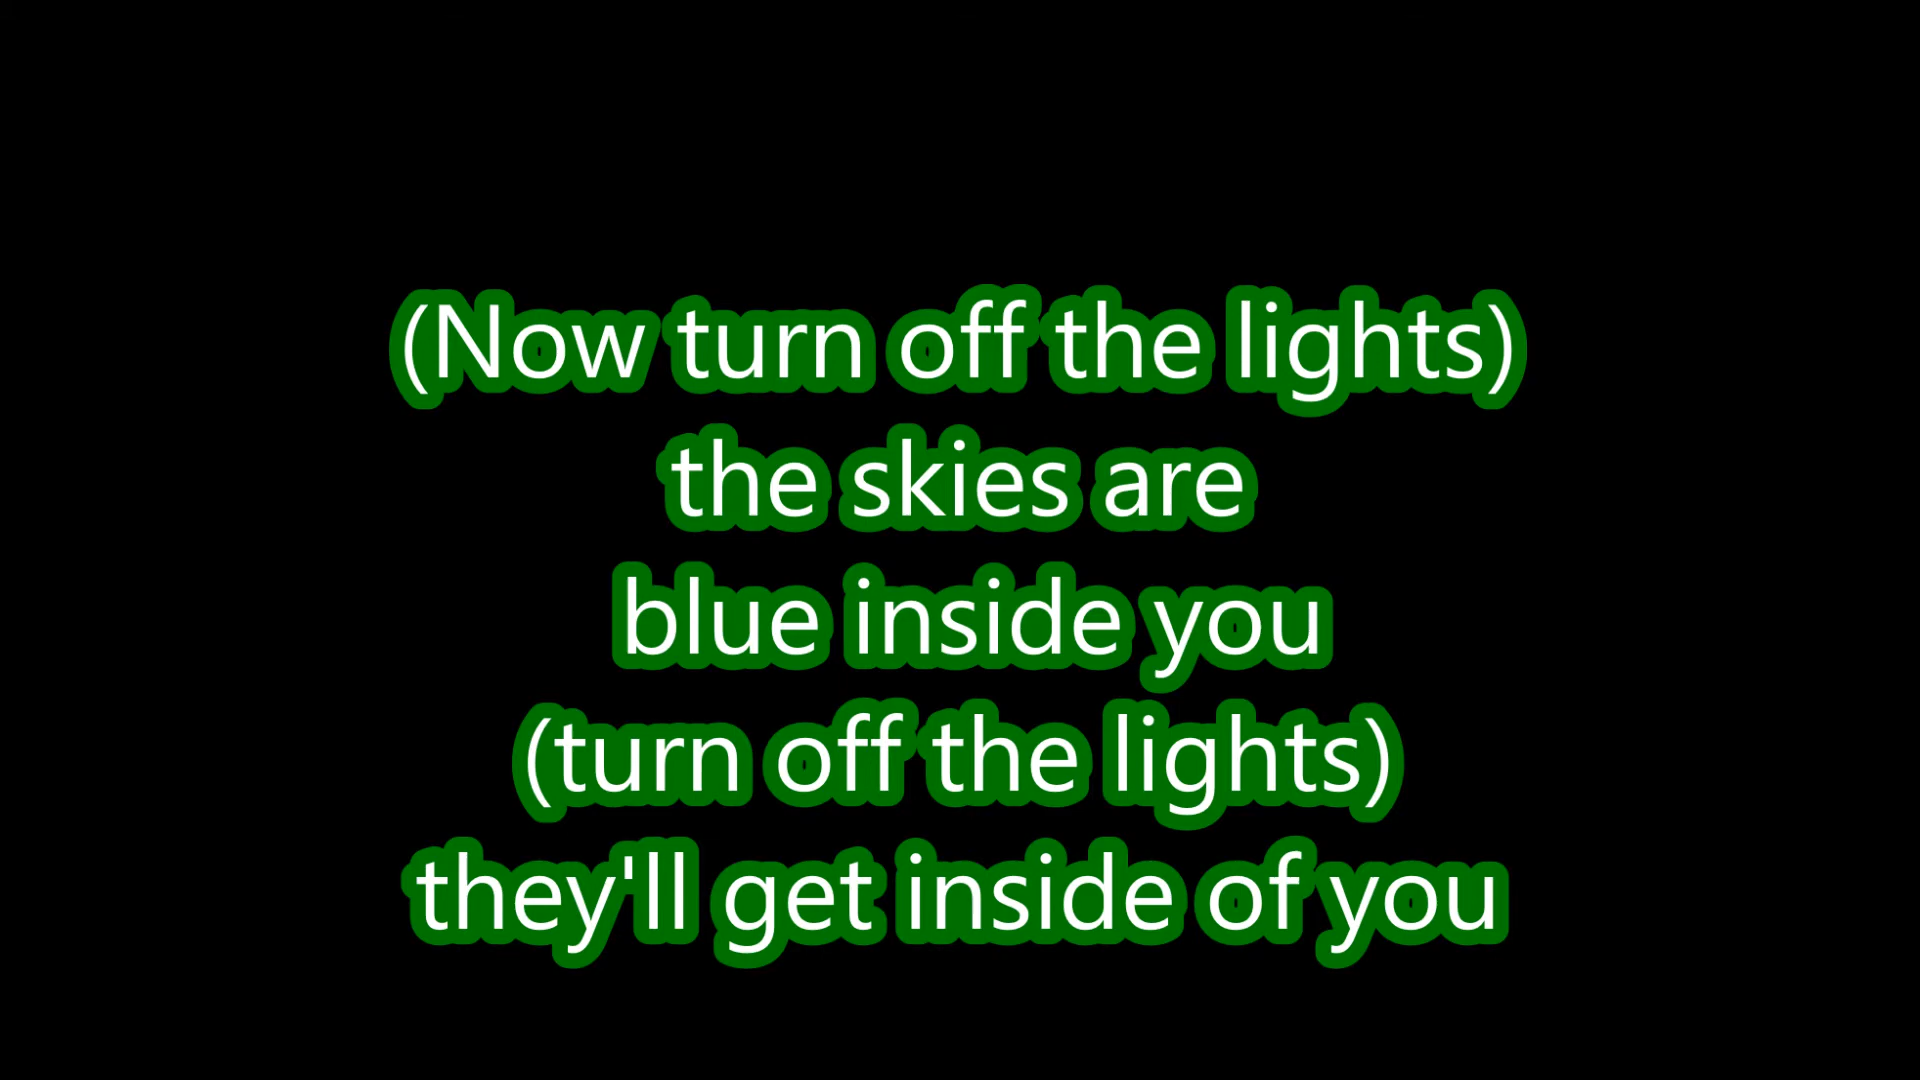 (Now turn off the lights)
the skies are
blue inside you
(turn off the lights)
they'll get inside of you